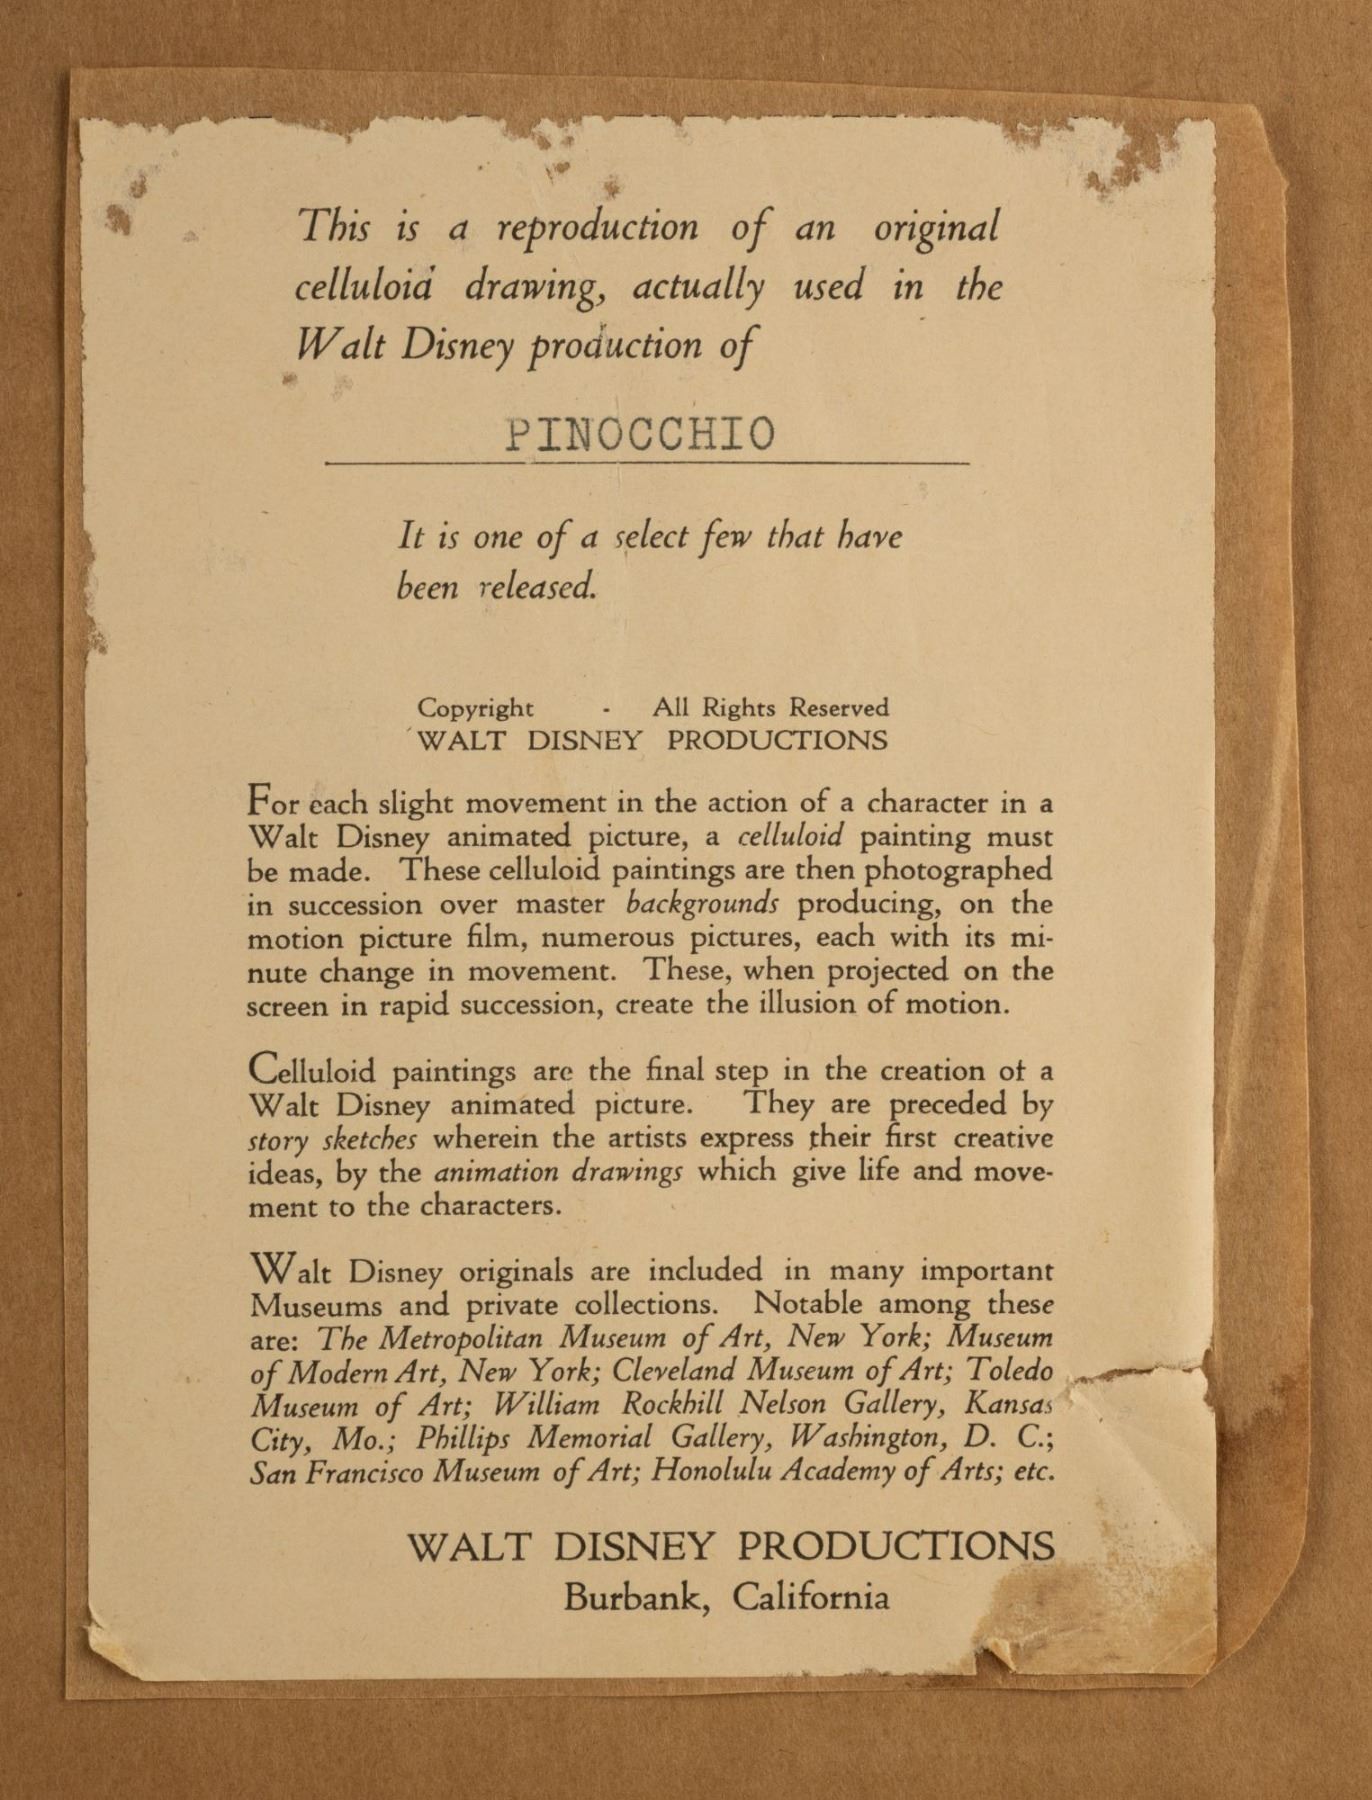 This is a reproduction of an original
celluloid drawing, actually used in the
Walt Disney production of
PINOCCHIO
It is one of a select few that have
been released.
Copyright - All Rights Reserved
WALT DISNEY PRODUCTIONS
For each slight movement in the action of a character in a
Walt Disney animated picture, a celluloid painting must
be made. These celluloid paintings are then photographed
in succession over master backgrounds producing, on the
motion picture film, numerous pictures, each with its mi-
nute change in movement. These, when projected on the
screen in rapid succession, create the illusion of motion.
Celluloid paintings are the final step in the creation of a
Walt Disney animated picture. They are preceded by
story sketches wherein the artists express their first creative
ideas, by the animation drawings which give life and move-
ment to the characters.
Walt Disney originals are included in many important
Museums and private collections. Notable among these
are: The Metropolitan Museum of Art, New York; Museum
of Modern Art, New York; Cleveland Museum of Art; Toledo
Museum of Art; William Rockhill Nelson Gallery, Kansas
City, Mo.; Phillips Memorial Gallery, Washington, D. C.;
San Francisco Museum of Art; Honolulu Academy of Arts; etc.
WALT DISNEY PRODUCTIONS
Burbank, California